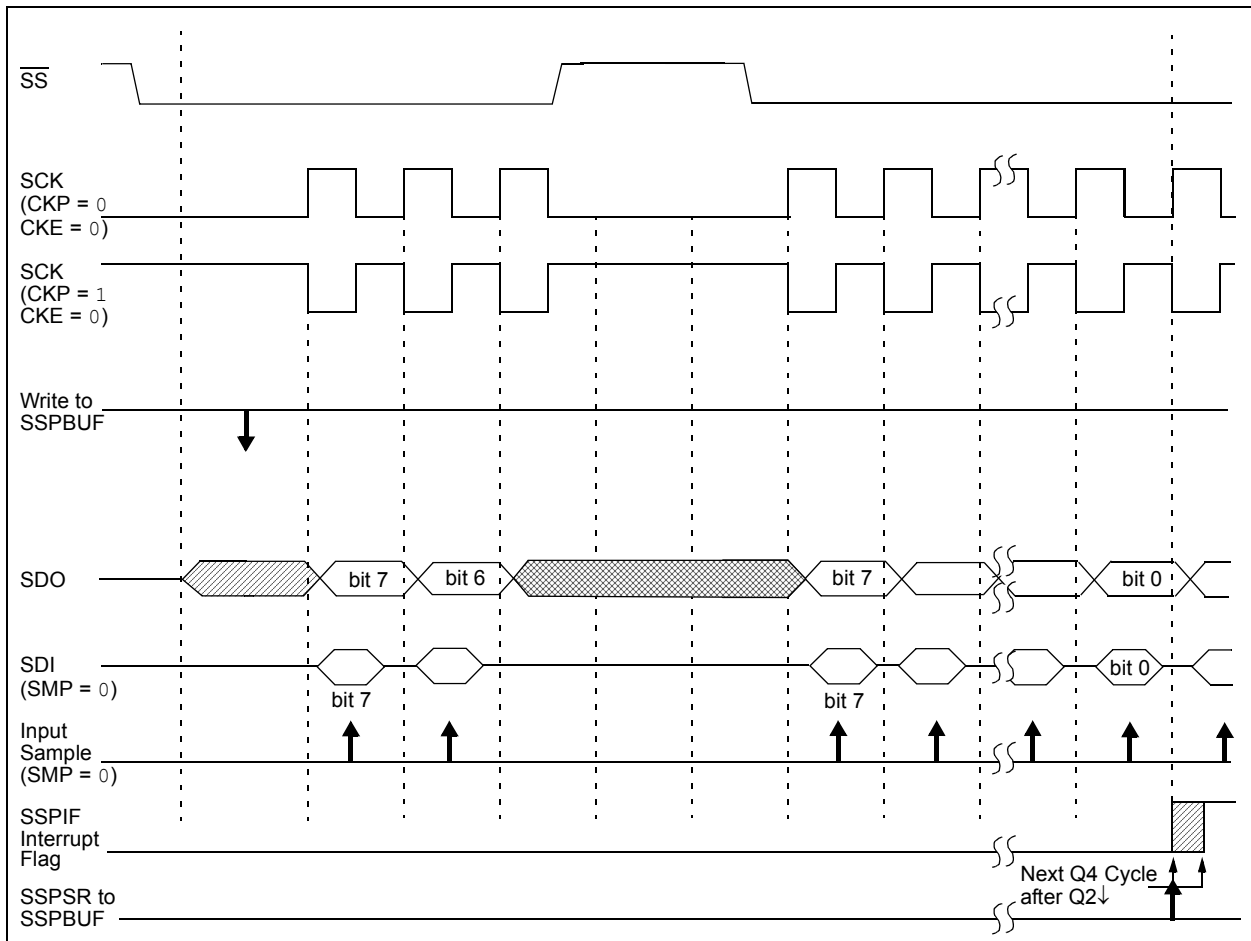 SS
SCK
(CKP = 0
CKE = 0)
SCK
(CKP = 1
CKE = 0)
Write to
SSPBUF
SDO
bit 7
bit 6
bit 7
bit 0
SDI
(SMP = 0)
bit 0
bit 7
bit 7
Input
Sample
(SMP = 0)
SSPIF
Interrupt
Flag
Next Q4 Cycle
after Q2↓
SSPSR to
SSPBUF